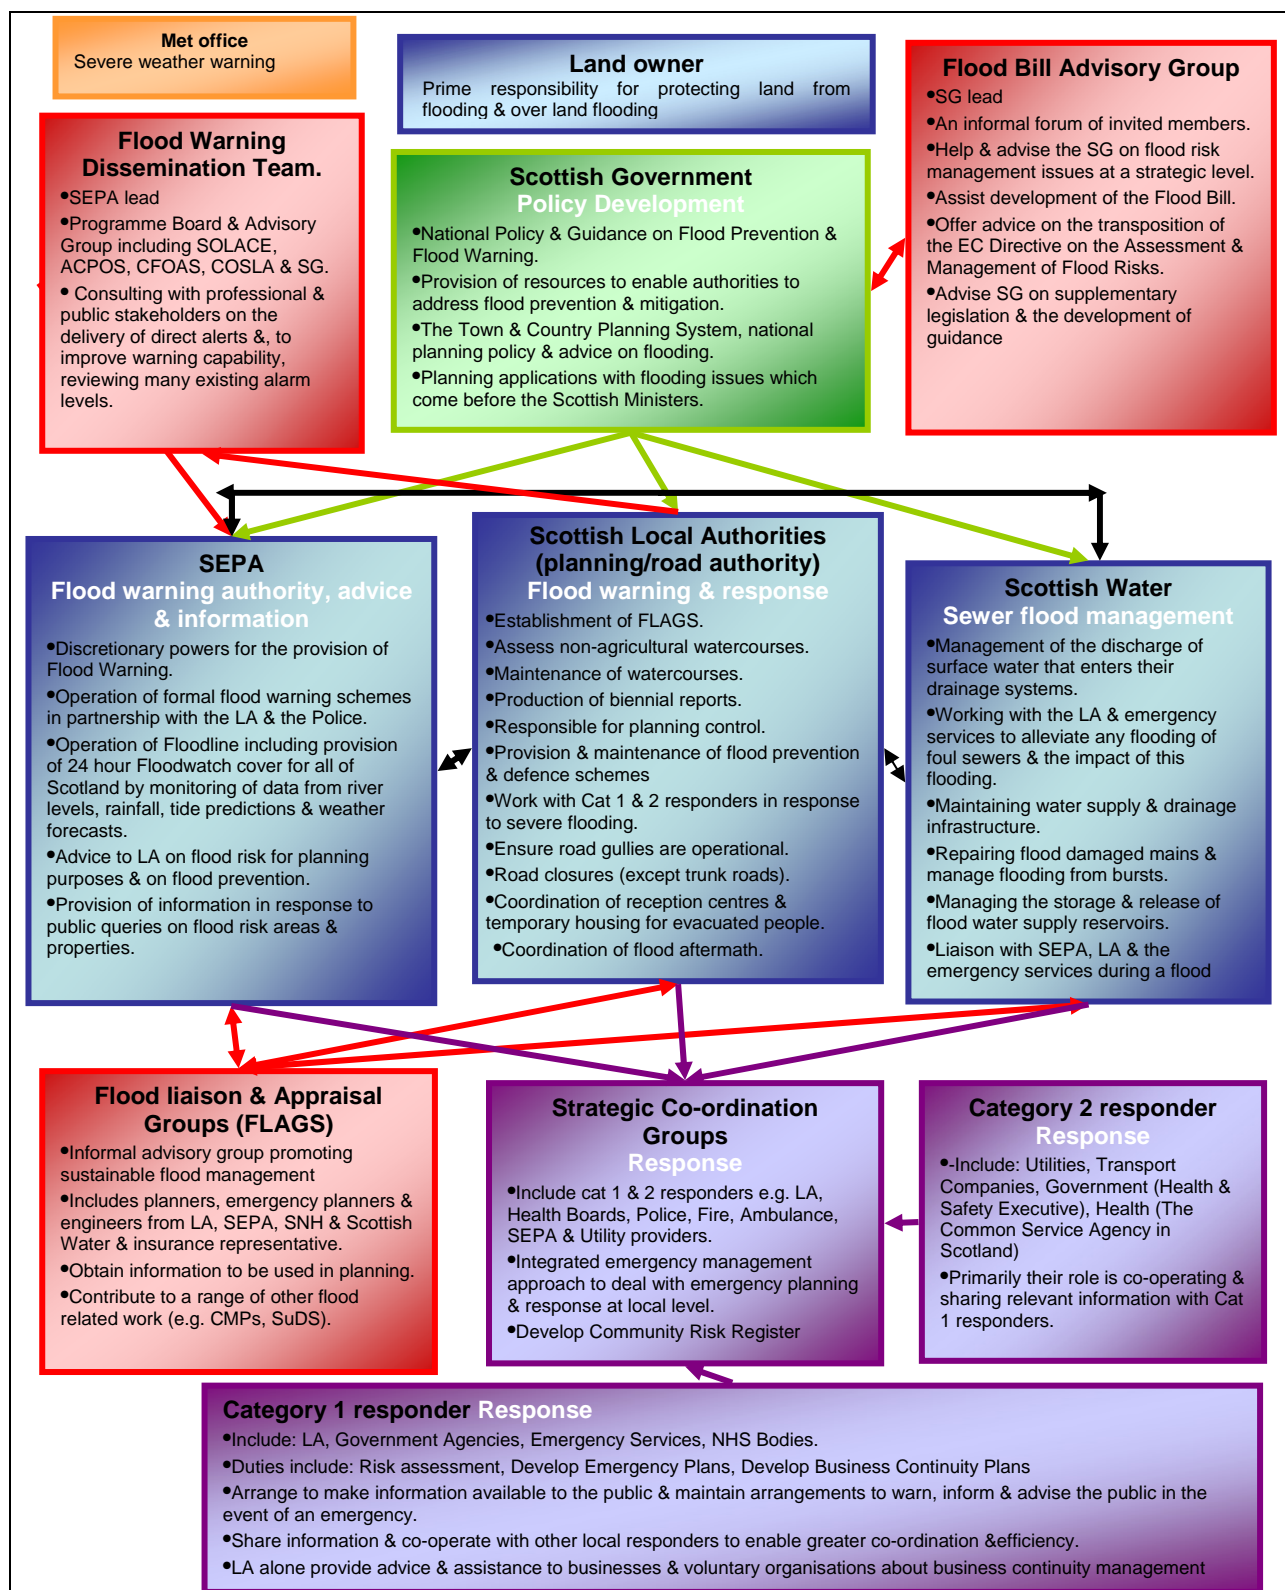 Met office
Severe weather warning
Land owner
Prime responsibility for protecting land from
flooding & over land flooding
Flood Bill Advisory Group
•SG lead
•An informal forum of invited members.
•Help & advise the SG on flood risk
management issues at a strategic level.
•Assist development of the Flood Bill.
•Offer advice on the transposition of
the EC Directive on the Assessment &
Management of Flood Risks.
•Advise SG on supplementary
legislation & the development of
guidance
Flood Warning
Dissemination Team.
•SEPA lead
•Programme Board & Advisory
Group including SOLACE,
ACPOS, CFOAS, COSLA & SG.
• Consulting with professional &
public stakeholders on the
delivery of direct alerts &, to
improve warning capability,
reviewing many existing alarm
levels.
Scottish Government
Policy Development
•National Policy & Guidance on Flood Prevention &
Flood Warning.
•Provision of resources to enable authorities to
address flood prevention & mitigation.
•The Town & Country Planning System, national
planning policy & advice on flooding.
•Planning applications with flooding issues which
come before the Scottish Ministers.
SEPA
Flood warning authority, advice
& information
•Discretionary powers for the provision of
Flood Warning.
•Operation of formal flood warning schemes
in partnership with the LA & the Police.
•Operation of Floodline including provision
of 24 hour Floodwatch cover for all of
Scotland by monitoring of data from river
levels, rainfall, tide predictions & weather
forecasts.
•Advice to LA on flood risk for planning
purposes & on flood prevention.
•Provision of information in response to
public queries on flood risk areas &
properties.
Scottish Local Authorities
(planning/road authority)
Flood warning & response
•Establishment of FLAGS.
•Assess non-agricultural watercourses.
•Maintenance of watercourses.
•Production of biennial reports.
•Responsible for planning control.
•Provision & maintenance of flood prevention
& defence schemes
•Work with Cat 1 & 2 responders in response
to severe flooding.
•Ensure road gullies are operational.
•Road closures (except trunk roads).
•Coordination of reception centres &
temporary housing for evacuated people.
•Coordination of flood aftermath.
Scottish Water
Sewer flood management
•Management of the discharge of
surface water that enters their
drainage systems.
•Working with the LA & emergency
services to alleviate any flooding of
foul sewers & the impact of this
flooding.
•Maintaining water supply & drainage
infrastructure.
•Repairing flood damaged mains &
manage flooding from bursts.
•Managing the storage & release of
flood water supply reservoirs.
•Liaison with SEPA, LA & the
emergency services during a flood
Flood liaison & Appraisal
Groups (FLAGS)
•Informal advisory group promoting
sustainable flood management
•Includes planners, emergency planners &
engineers from LA, SEPA, SNH & Scottish
Water & insurance representative.
•Obtain information to be used in planning.
•Contribute to a range of other flood
related work (e.g. CMPs, SuDS).
Strategic Co-ordination
Groups
Response
•Include cat 1 & 2 responders e.g. LA,
Health Boards, Police, Fire, Ambulance,
SEPA & Utility providers.
•Integrated emergency management
approach to deal with emergency planning
& response at local level.
•Develop Community Risk Register
Category 2 responder
Response
•-Include: Utilities, Transport
Companies, Government (Health &
Safety Executive), Health (The
Common Service Agency in
Scotland)
•Primarily their role is co-operating &
sharing relevant information with Cat
1 responders.
Category 1 responder Response
•Include: LA, Government Agencies, Emergency Services, NHS Bodies.
•Duties include: Risk assessment, Develop Emergency Plans, Develop Business Continuity Plans
•Arrange to make information available to the public & maintain arrangements to warn, inform & advise the public in the
event of an emergency.
•Share information & co-operate with other local responders to enable greater co-ordination &efficiency.
•LA alone provide advice & assistance to businesses & voluntary organisations about business continuity management